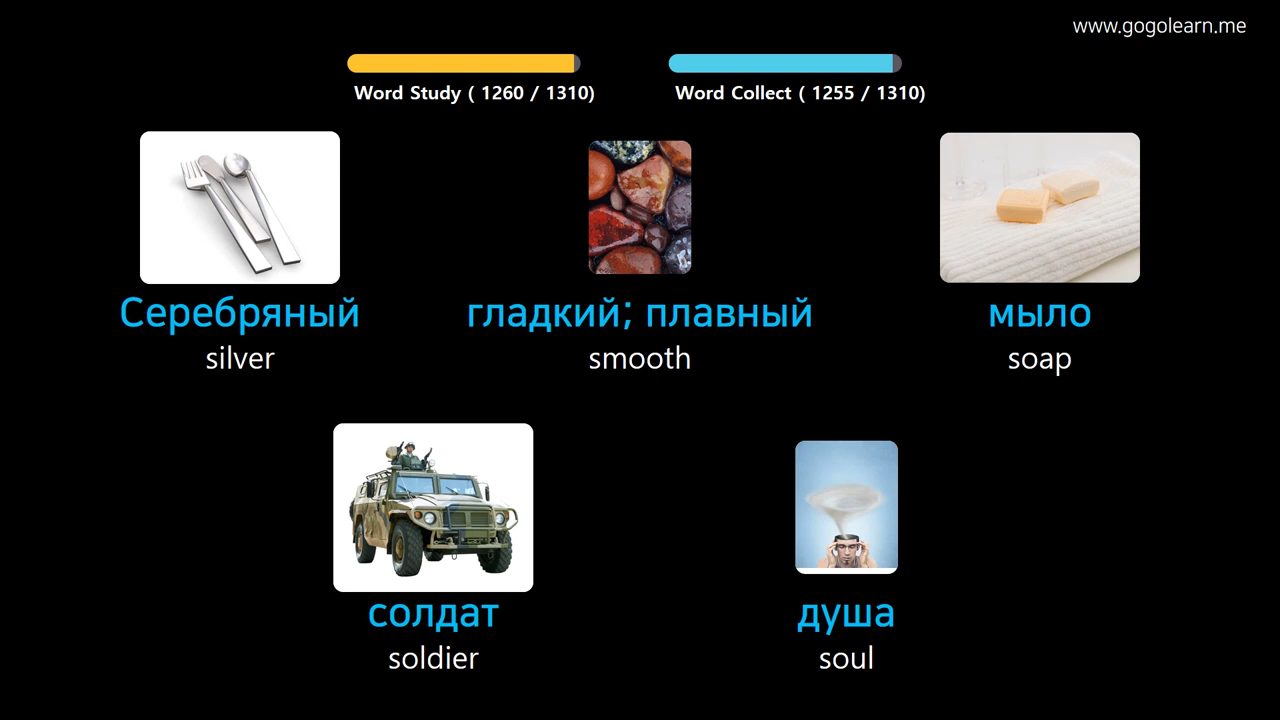 www.gogolearn.me
Word Study ( 1260 / 1310)
Word Collect ( 1255 / 1310)
Серебряный
гладкий; плавный
мыло
silver
smooth
soap
солдат
душа
soldier
soul